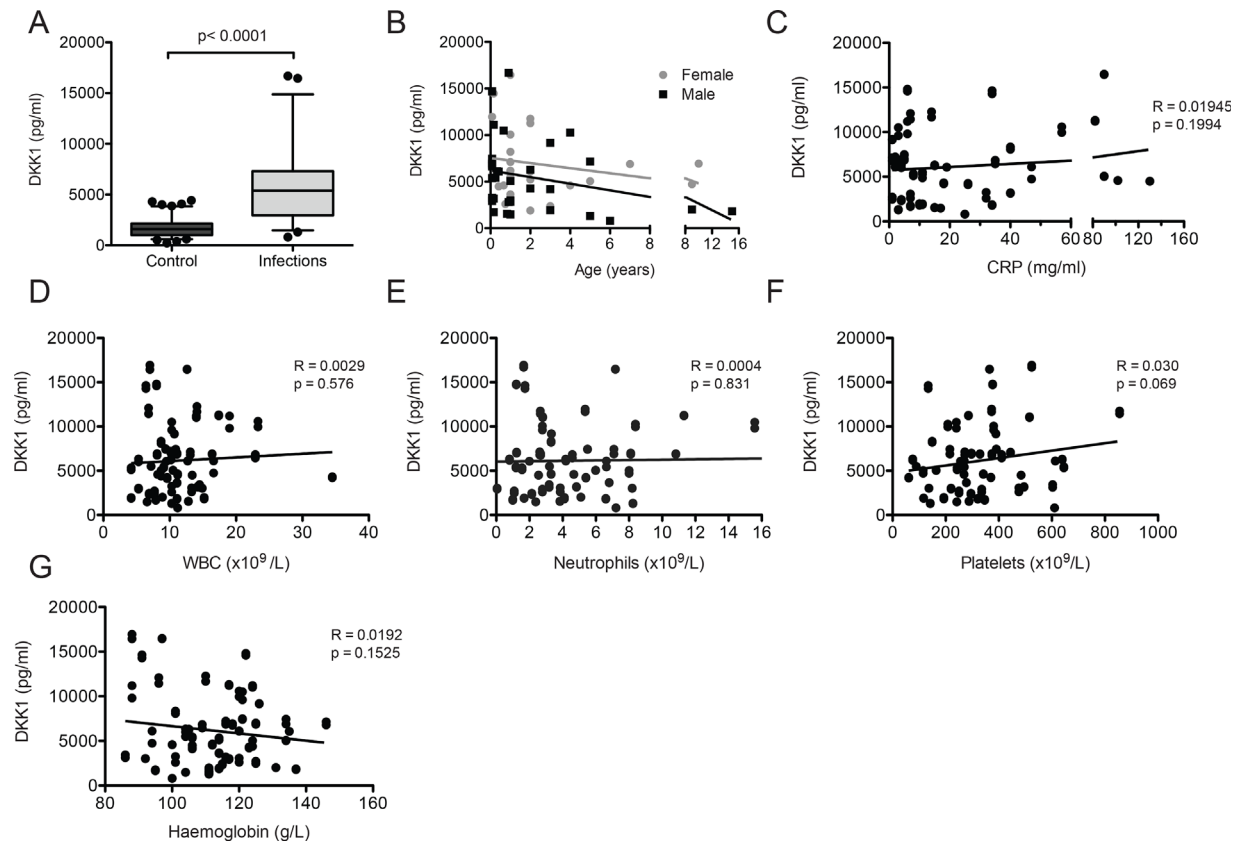 A
p< 0.0001
20000
15000
10000
5000
0
DKK1 (pg/ml)
Control
Infections
B
20000
15000
10000
5000
0
DKK1 (pg/ml)
Female
Male
0 2 4 6 8 8 12 16
Age (years)
C
20000
15000
10000
5000
0
DKK1 (pg/ml)
R = 0.01945
p = 0.1994
0 20 40 60 80 120 160
CRP (mg/ml)
D
20000
15000
10000
5000
0
DKK1 (pg/ml)
R = 0.0029
p = 0.576
0 10 20 30 40
WBC (x10⁹/L)
E
20000
15000
10000
5000
0
DKK1 (pg/ml)
R = 0.0004
p = 0.831
0 2 4 6 8 10 12 14 16
Neutrophils (x10⁹/L)
F
20000
15000
10000
5000
0
DKK1 (pg/ml)
R = 0.030
p = 0.069
0 200 400 600 800 1000
Platelets (x10⁹/L)
G
20000
15000
10000
5000
0
DKK1 (pg/ml)
R = 0.0192
p = 0.1525
80 100 120 140 160
Haemoglobin (g/L)